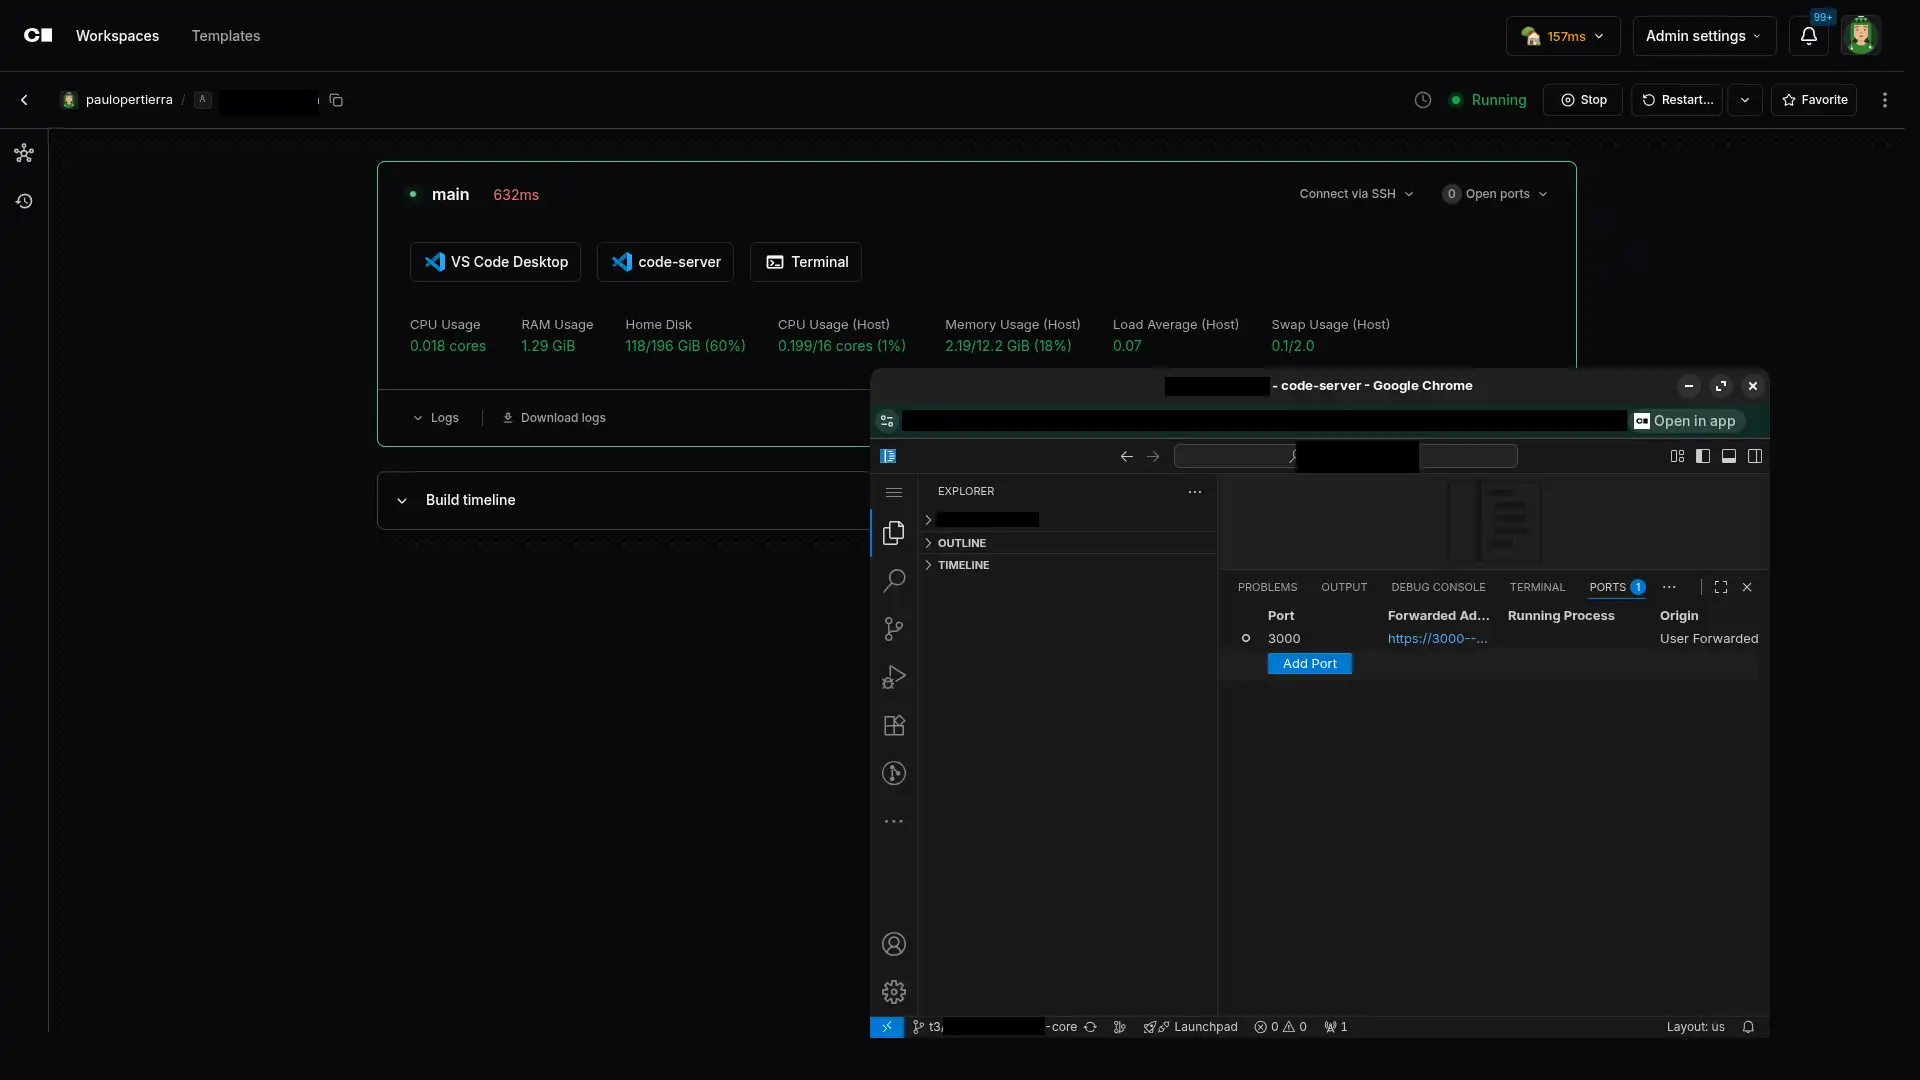 Workspaces
Templates
157ms
Admin settings
99+
paulopertierra
/
A
Running
Stop
Restart...
Favorite
main
632ms
Connect via SSH
0
Open ports
VS Code Desktop
code-server
Terminal
CPU Usage
0.018 cores
RAM Usage
1.29 GiB
Home Disk
118/196 GiB (60%)
CPU Usage (Host)
0.199/16 cores (1%)
Memory Usage (Host)
2.19/12.2 GiB (18%)
Load Average (Host)
0.07
Swap Usage (Host)
0.1/2.0
Logs
Download logs
Build timeline
- code-server - Google Chrome
Open in app
EXPLORER
OUTLINE
TIMELINE
PROBLEMS
OUTPUT
DEBUG CONSOLE
TERMINAL
PORTS
1
Port
Forwarded Ad...
Running Process
Origin
3000
https://3000--...
User Forwarded
Add Port
t3/
-core
Launchpad
0
0
1
Layout: us